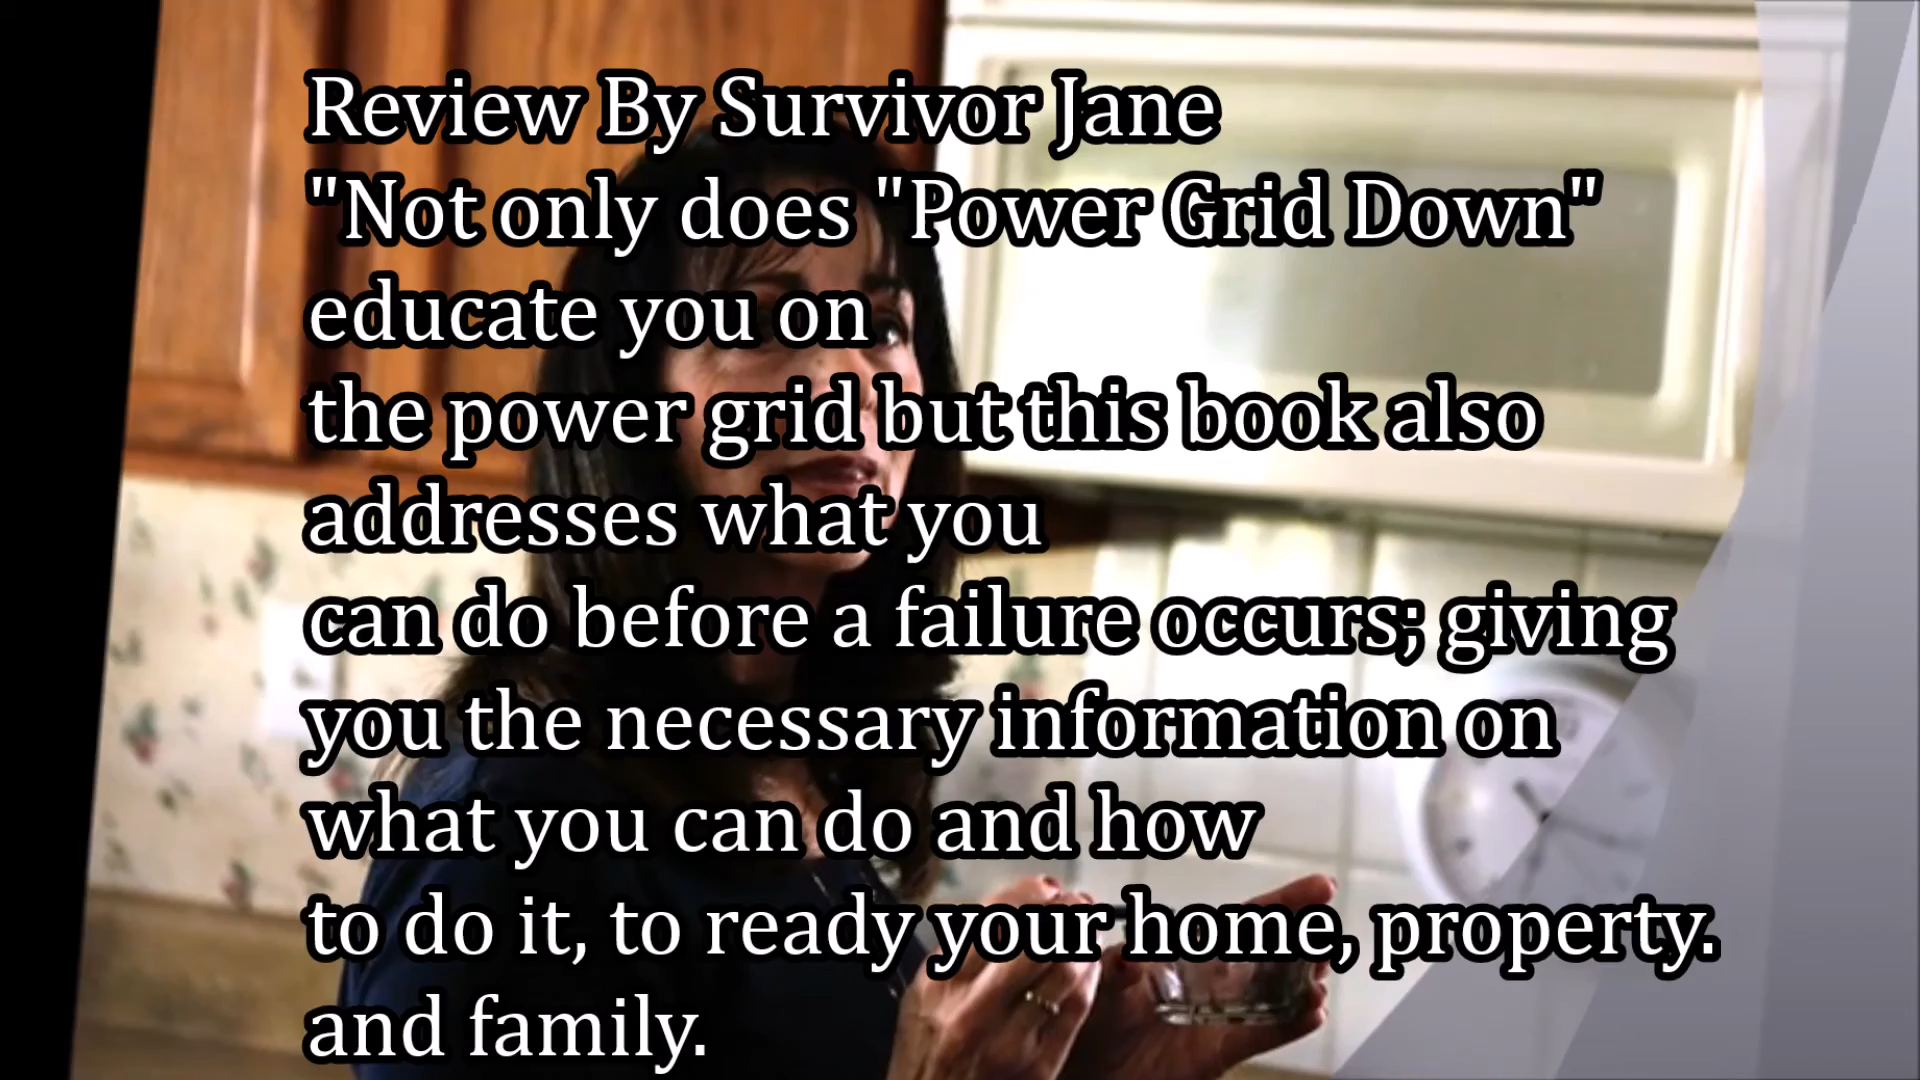 Review By Survivor Jane
"Not only does "Power Grid Down"
educate you on
the power grid but this book also
addresses what you
can do before a failure occurs; giving
you the necessary information on
what you can do and how
to do it, to ready your home, property.
and family.